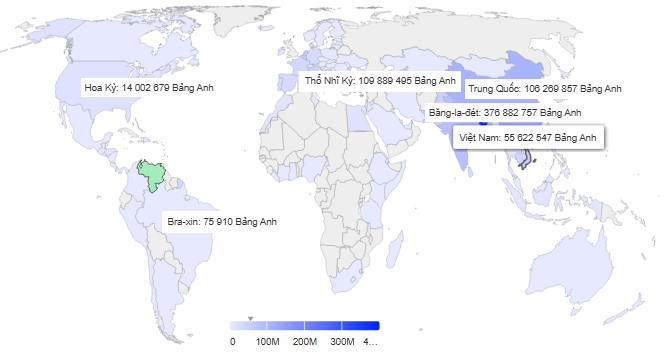 Hoa Kỳ: 14 002 679 Bảng Anh
Thổ Nhĩ Kỳ: 109 889 495 Bảng Anh
Trung Quốc: 106 269 857 Bảng Anh
Băng-la-đét: 376 882 757 Bảng Anh
Việt Nam: 55 622 547 Bảng Anh
Bra-xin: 75 910 Bảng Anh
0 100M 200M 300M 4…